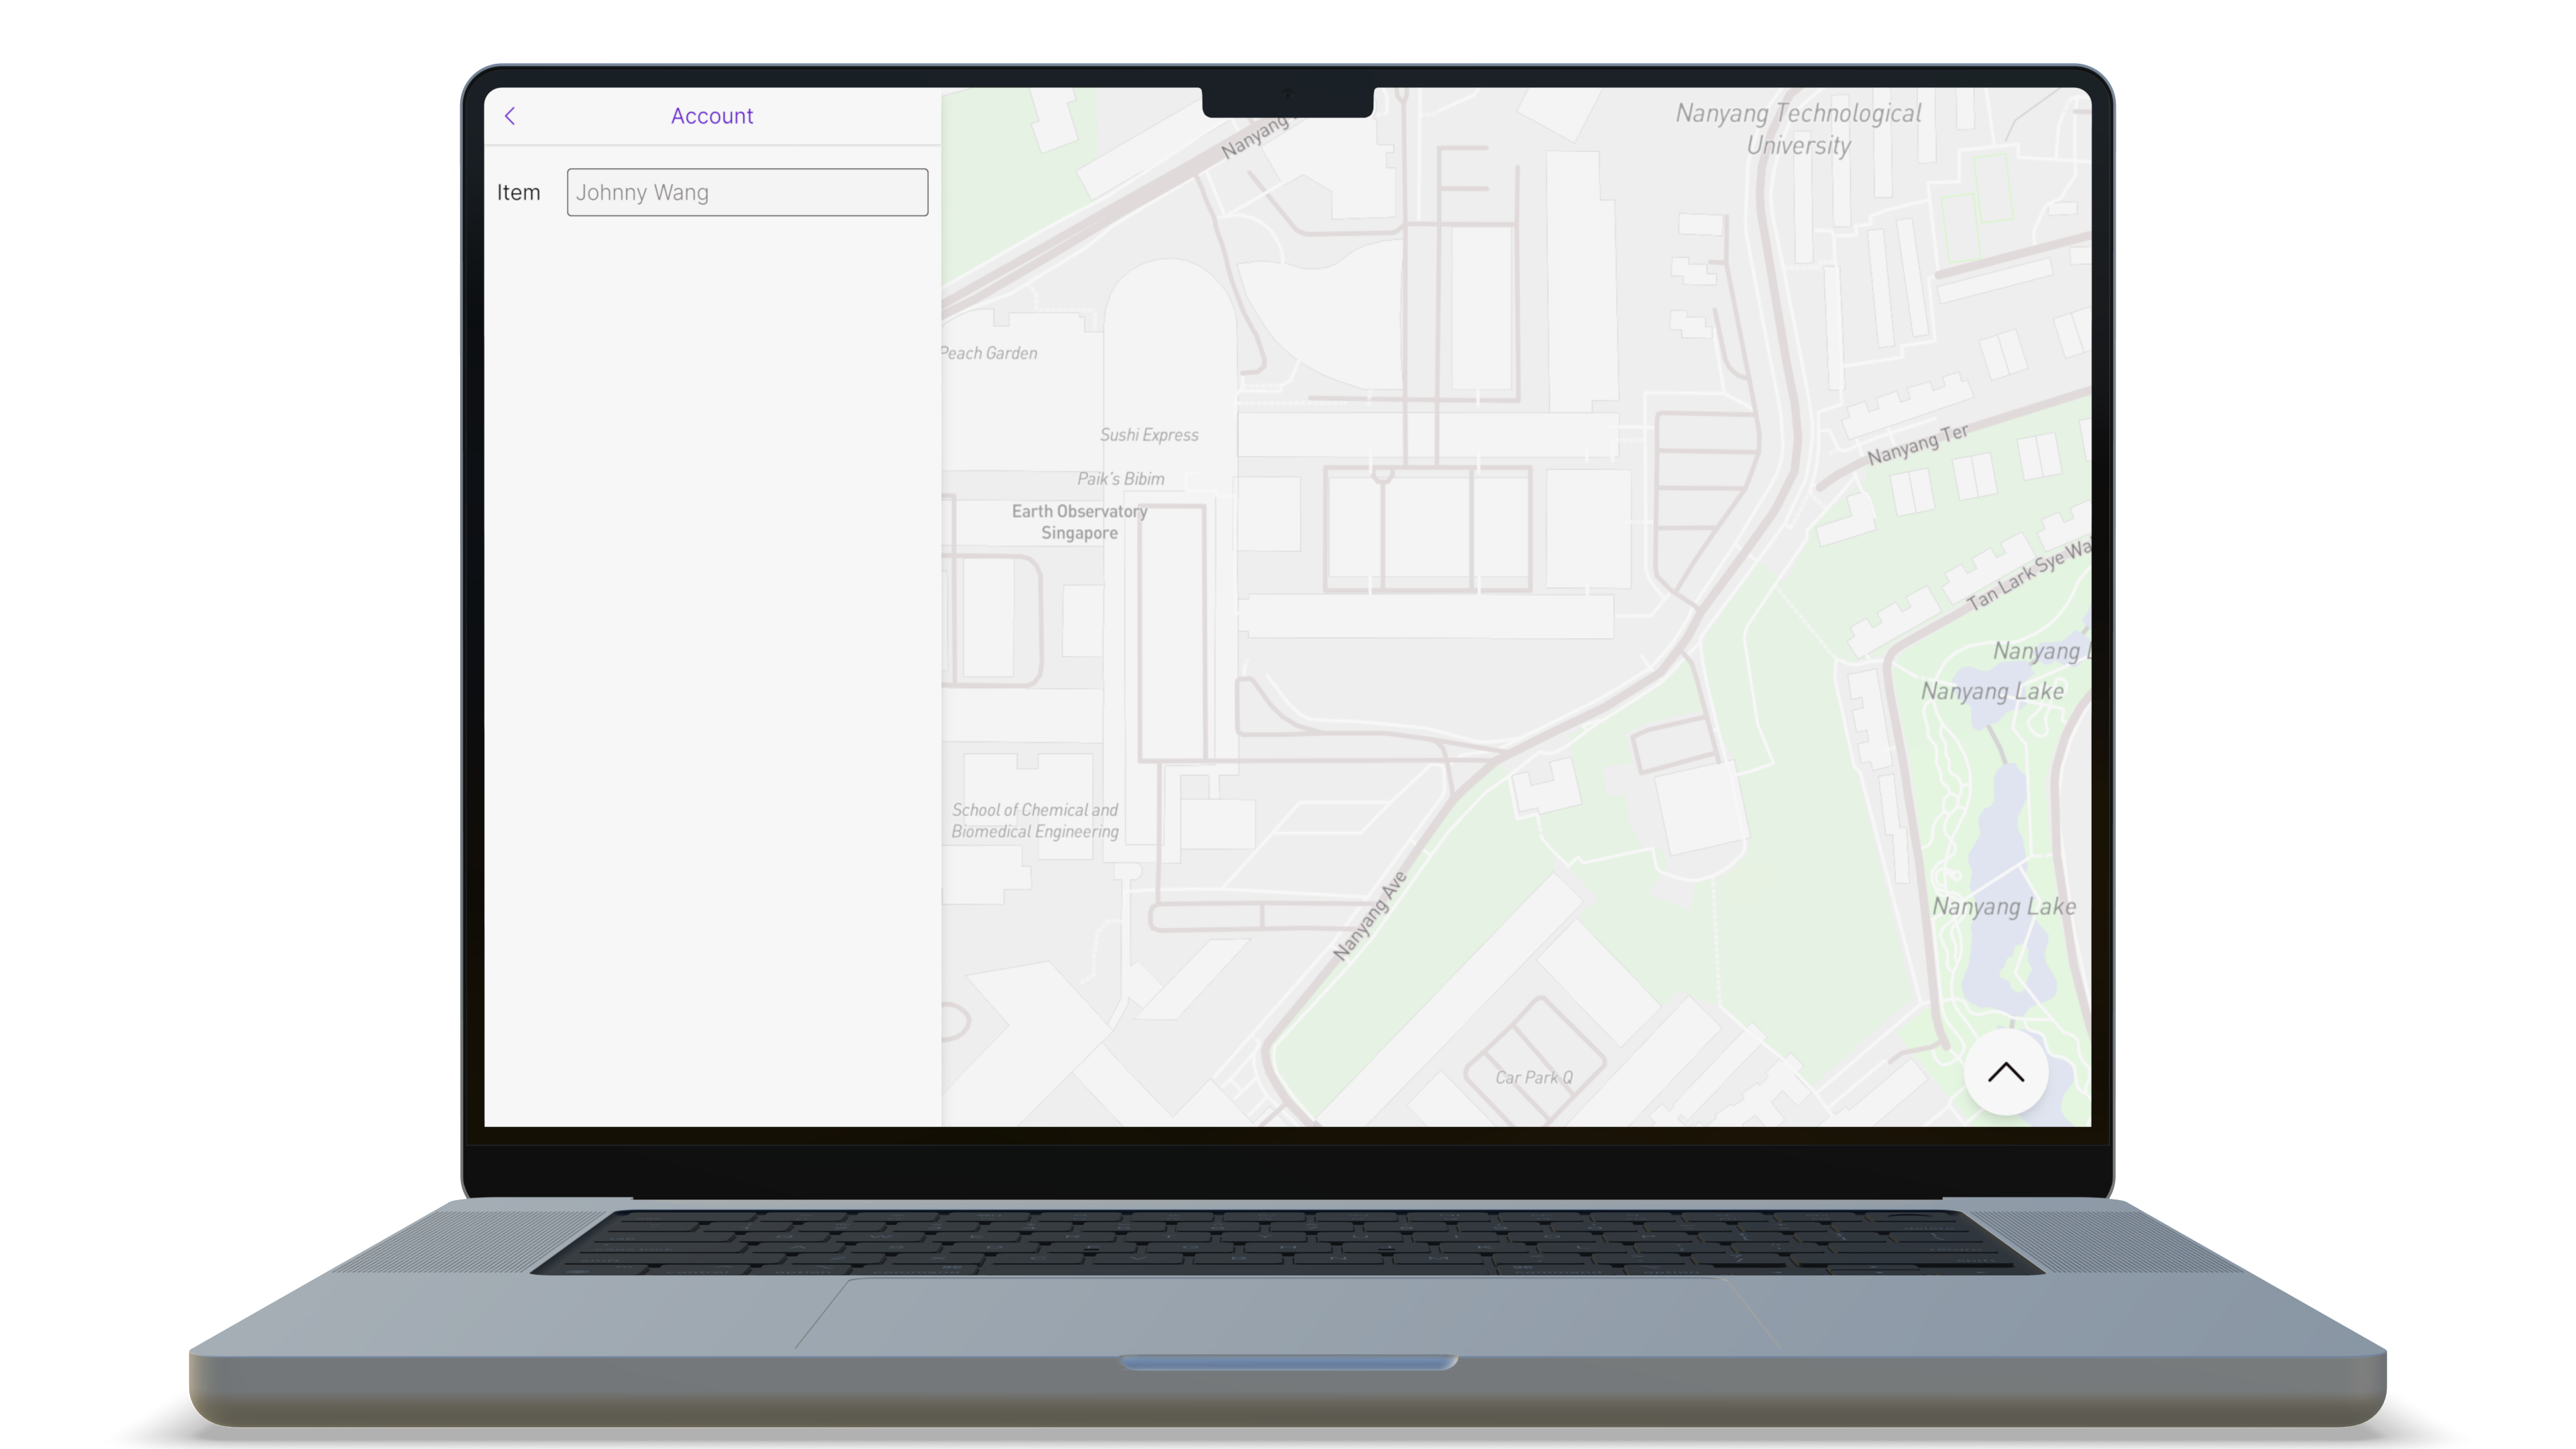 Account
Item
Johnny Wang
Nanyang
Nanyang Technological
University
Peach Garden
Sushi Express
Paik's Bibim
Earth Observatory
Singapore
Nanyang Ter
Tan Lark Sye Wa
Nanyang L
Nanyang Lake
School of Chemical and
Biomedical Engineering
Nanyang Ave
Nanyang Lake
Car Park Q